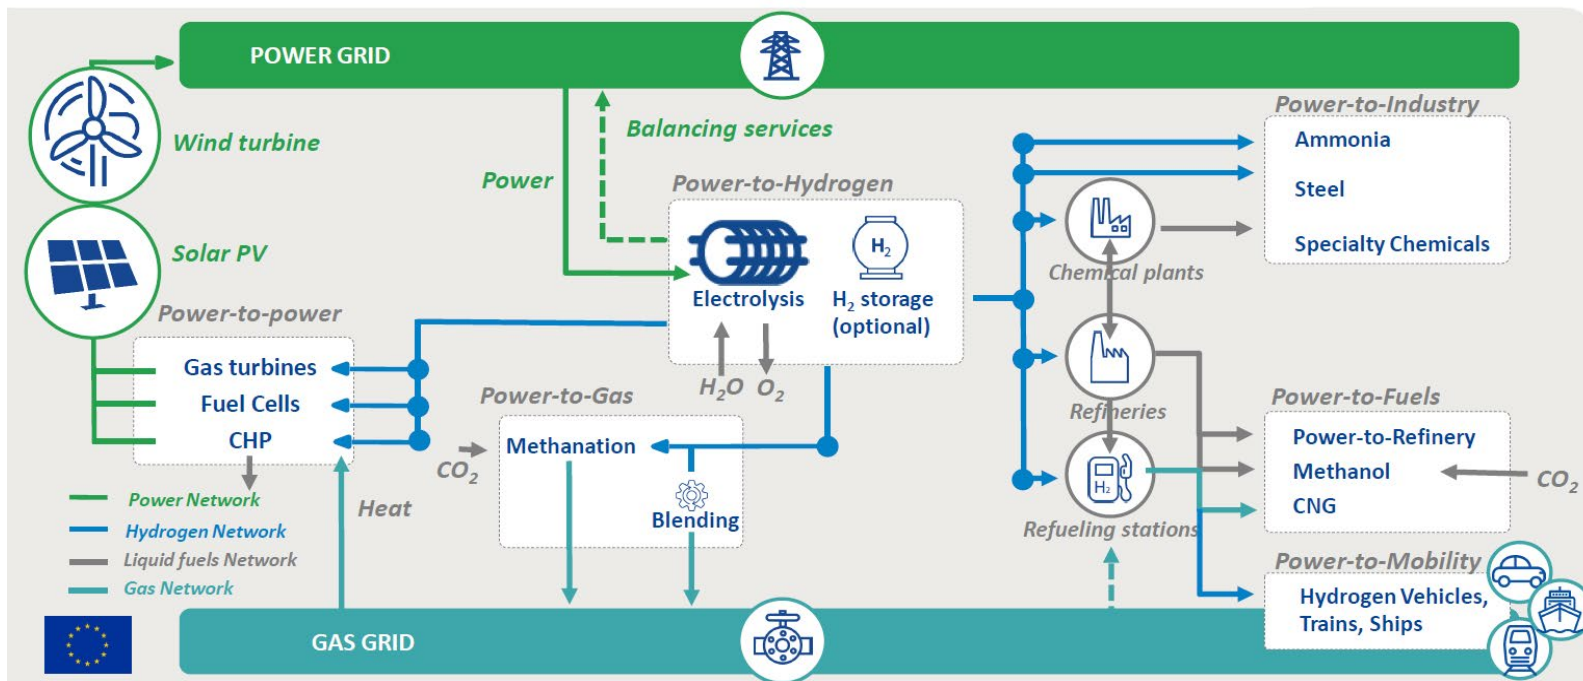 POWER GRID
Wind turbine
Balancing services
Power
Solar PV
Power-to-Hydrogen
H₂
Electrolysis
H₂ storage
(optional)
H₂O
O₂
Power-to-Industry
Ammonia
Steel
Specialty Chemicals
Chemical plants
Refineries
H₂
Refueling stations
Power-to-power
Gas turbines
Fuel Cells
CHP
Heat
Power-to-Gas
Methanation
CO₂
Blending
Power-to-Fuels
Power-to-Refinery
Methanol
CNG
CO₂
Power-to-Mobility
Hydrogen Vehicles,
Trains, Ships
Power Network
Hydrogen Network
Liquid fuels Network
Gas Network
GAS GRID